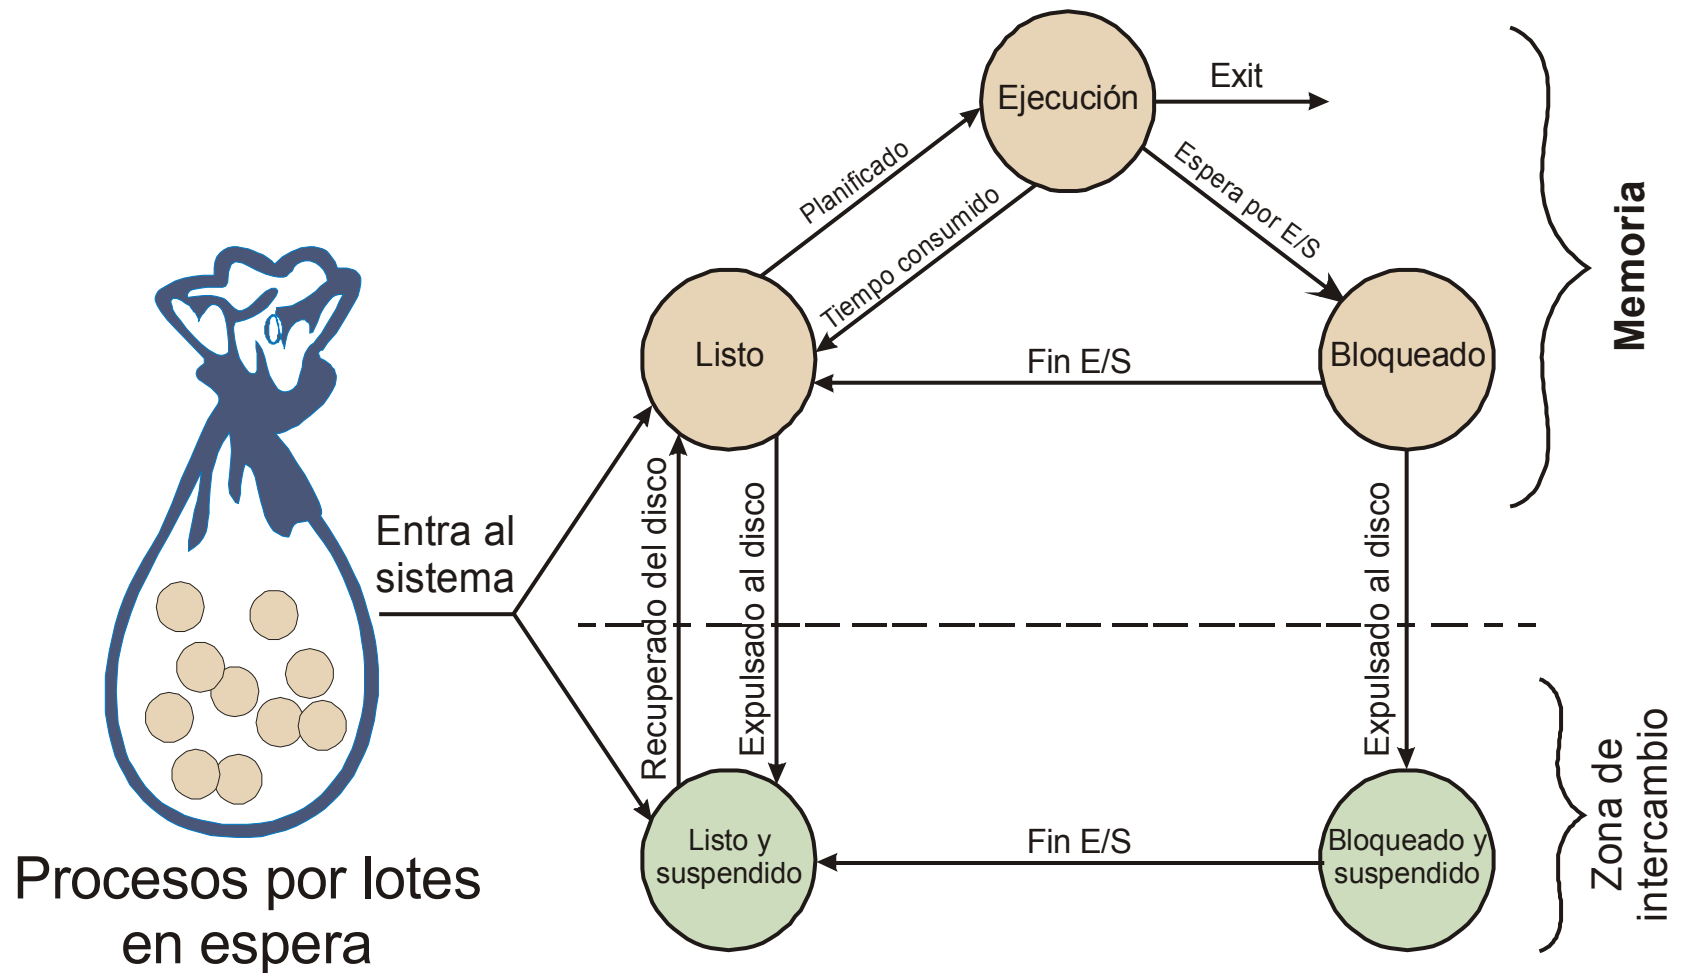 Ejecución
Exit
Planificado
Tiempo consumido
Espera por E/S
Memoria
Listo
Fin E/S
Bloqueado
Entra al
sistema
Recuperado del disco
Expulsado al disco
Expulsado al disco
Listo y
suspendido
Fin E/S
Bloqueado y
suspendido
Zona de
intercambio
Procesos por lotes
en espera